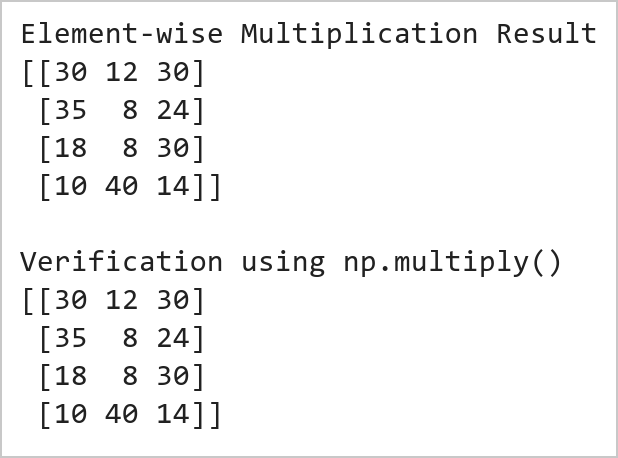 Element-wise Multiplication Result
[[30 12 30]
 [35  8 24]
 [18  8 30]
 [10 40 14]]

Verification using np.multiply()
[[30 12 30]
 [35  8 24]
 [18  8 30]
 [10 40 14]]